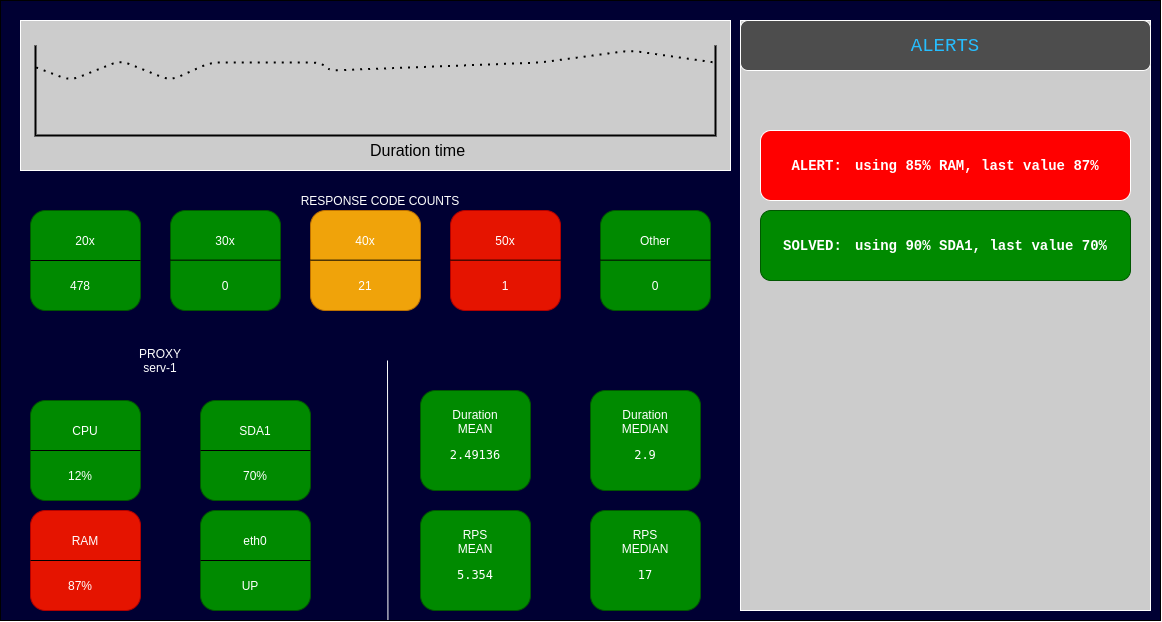 Duration time
ALERTS
ALERT: using 85% RAM, last value 87%
SOLVED: using 90% SDA1, last value 70%
RESPONSE CODE COUNTS
20x
478
30x
0
40x
21
50x
1
Other
0
PROXY
serv-1
CPU
12%
SDA1
70%
RAM
87%
eth0
UP
Duration
MEAN
2.49136
Duration
MEDIAN
2.9
RPS
MEAN
5.354
RPS
MEDIAN
17